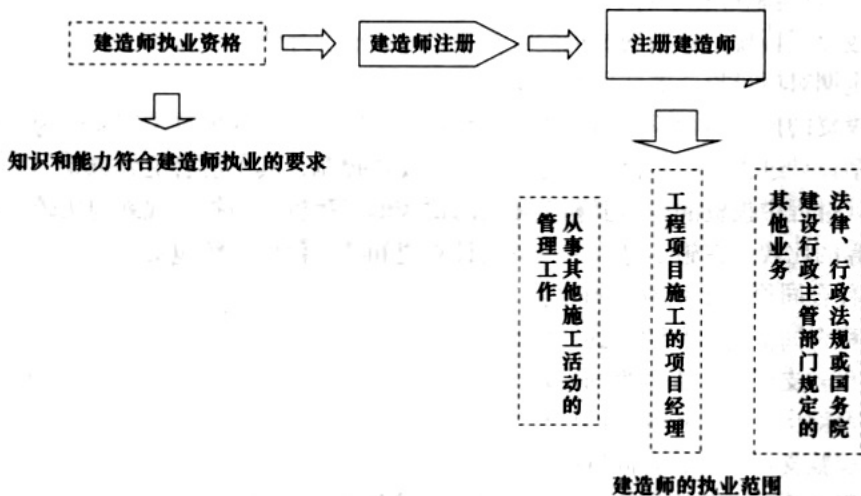 建造师执业资格
建造师注册
注册建造师
知识和能力符合建造师执业的要求
从事其他施工活动的
管理工作
工程项目施工的项目经理
法律、行政法规或国务院
建设行政主管部门规定的
其他业务
建造师的执业范围